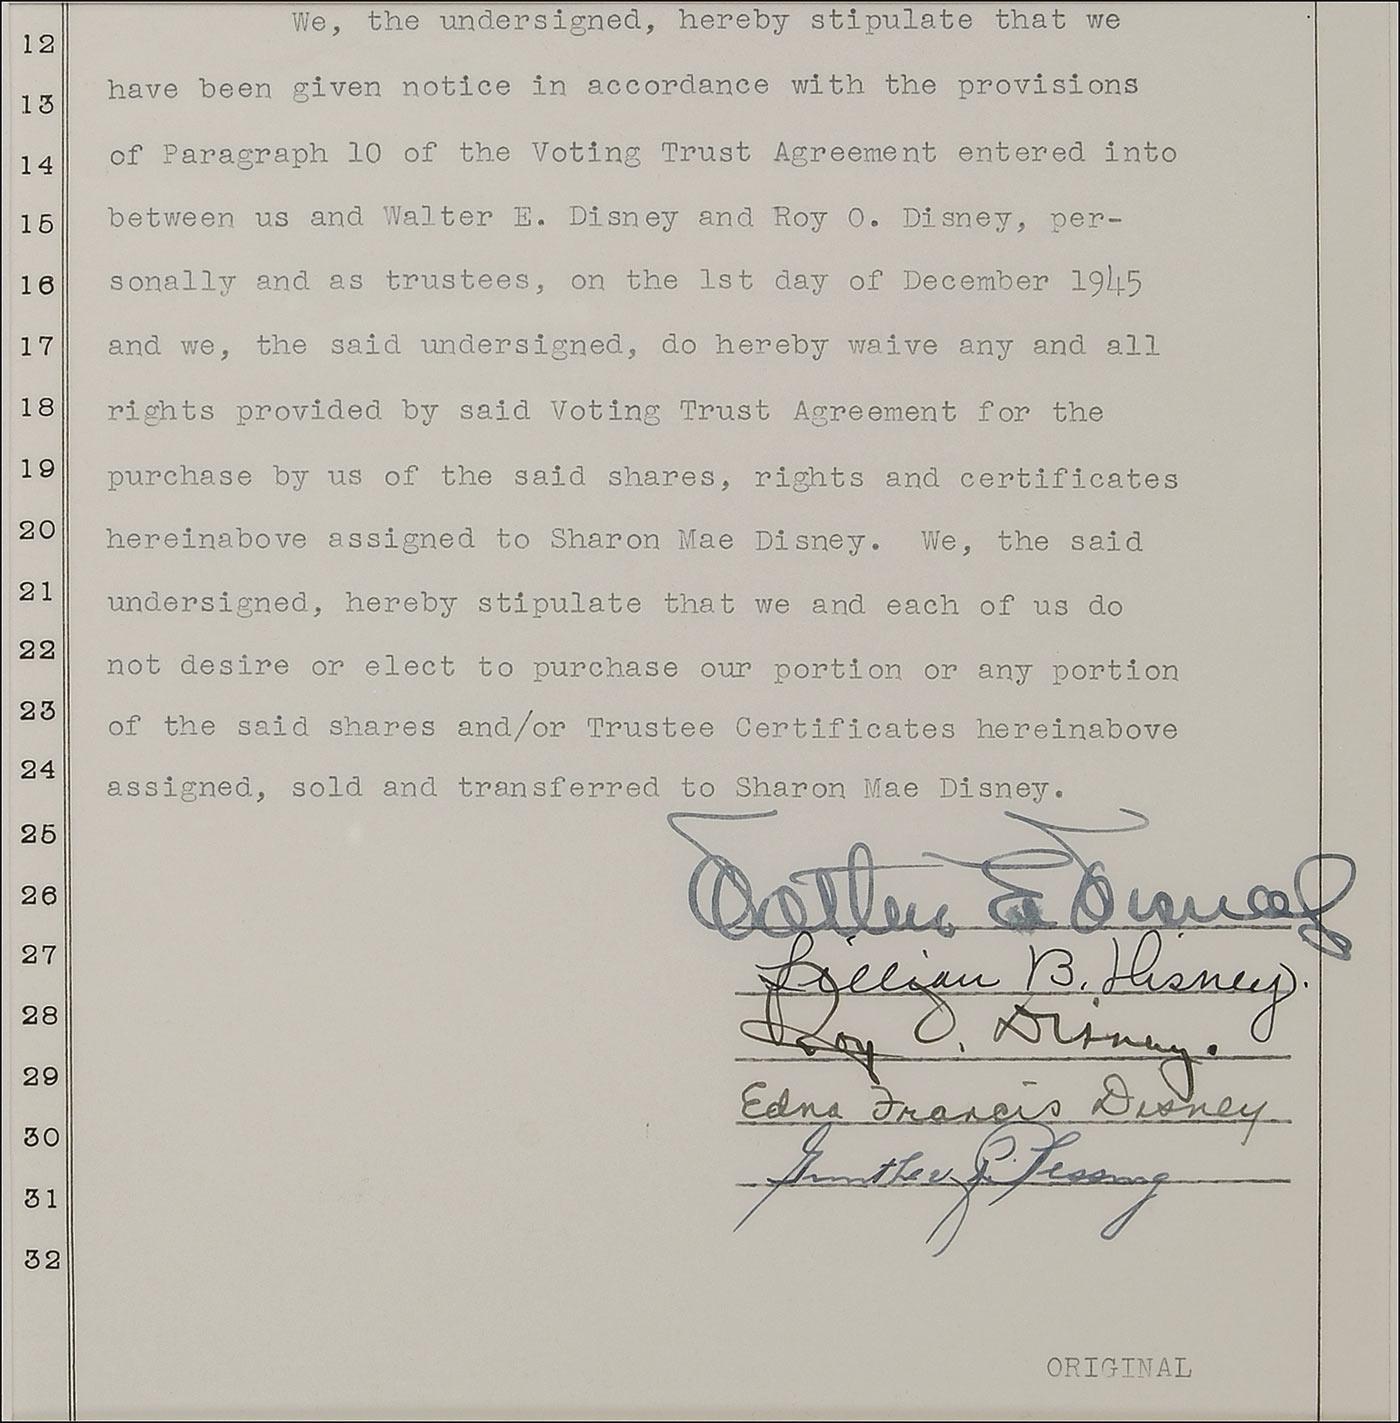 We, the undersigned, hereby stipulate that we
12
have been given notice in accordance with the provisions
13
of Paragraph 10 of the Voting Trust Agreement entered into
14
between us and Walter E. Disney and Roy O. Disney, per-
15
sonally and as trustees, on the 1st day of December 1945
16
and we, the said undersigned, do hereby waive any and all
17
rights provided by said Voting Trust Agreement for the
18
purchase by us of the said shares, rights and certificates
19
hereinabove assigned to Sharon Mae Disney. We, the said
20
undersigned, hereby stipulate that we and each of us do
21
not desire or elect to purchase our portion or any portion
22
of the said shares and/or Trustee Certificates hereinabove
23
assigned, sold and transferred to Sharon Mae Disney.
24
25
Walter E Disney
26
Lillian B. Disney.
27
Roy O. Disney.
28
29
Edna Francis Disney
30
Gunther R. Lessing
31
32
ORIGINAL